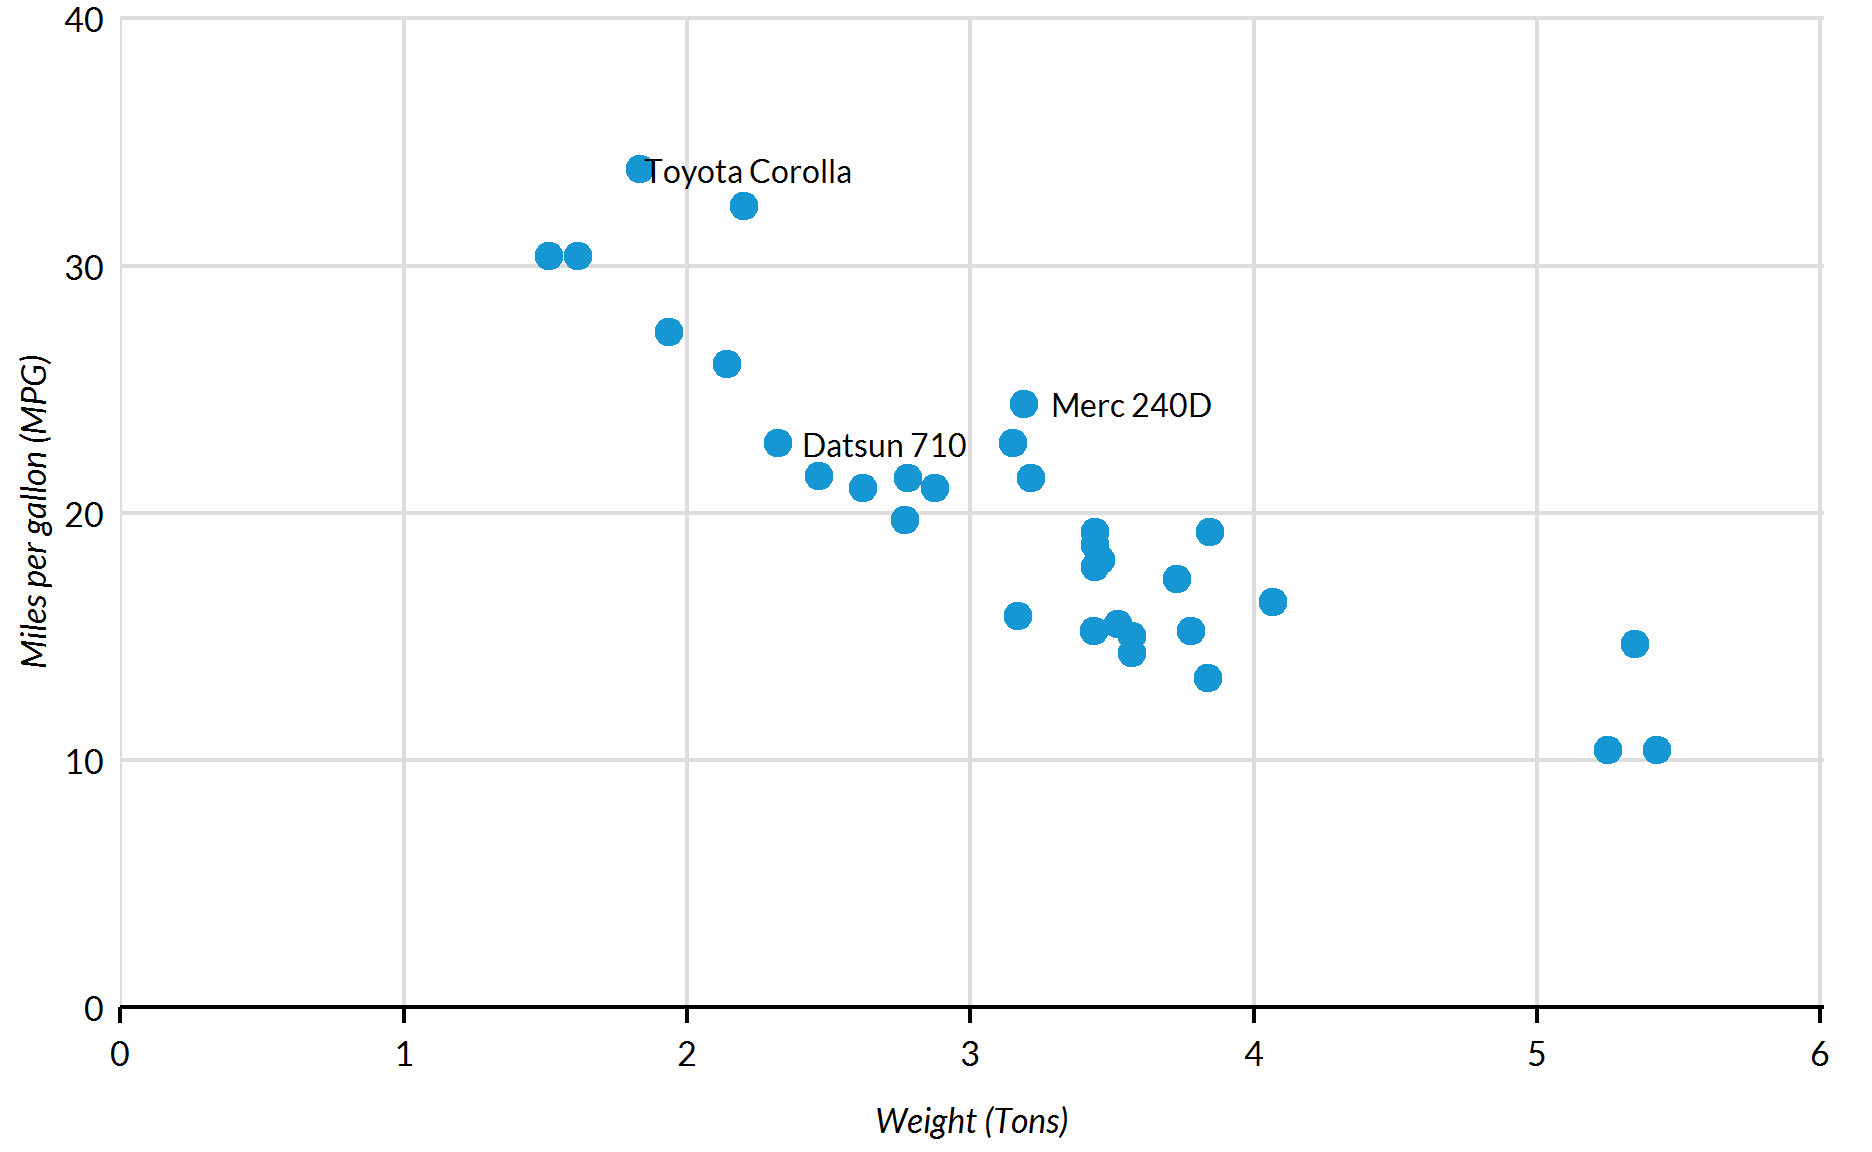 40
Toyota Corolla
30
Merc 240D
Datsun 710
20
10
0
Miles per gallon (MPG)
0 1 2 3 4 5 6
Weight (Tons)